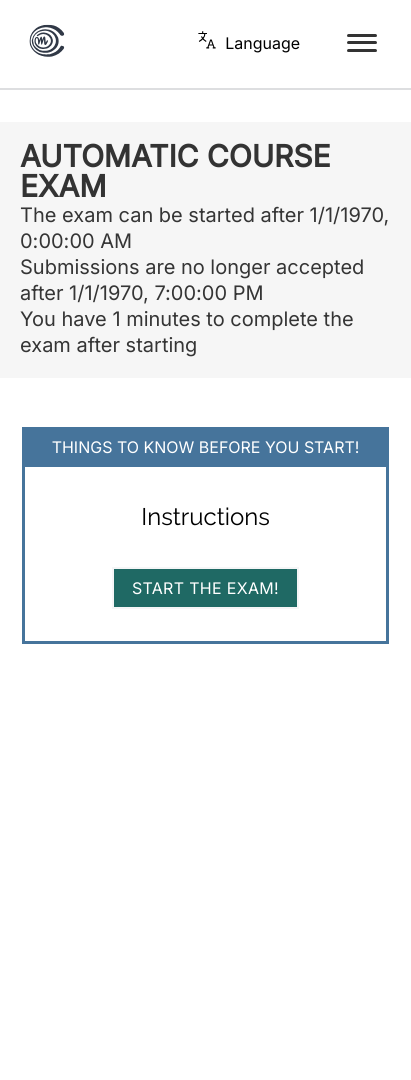 Language
AUTOMATIC COURSE
EXAM
The exam can be started after 1/1/1970,
0:00:00 AM
Submissions are no longer accepted
after 1/1/1970, 7:00:00 PM
You have 1 minutes to complete the
exam after starting
THINGS TO KNOW BEFORE YOU START!
Instructions
START THE EXAM!